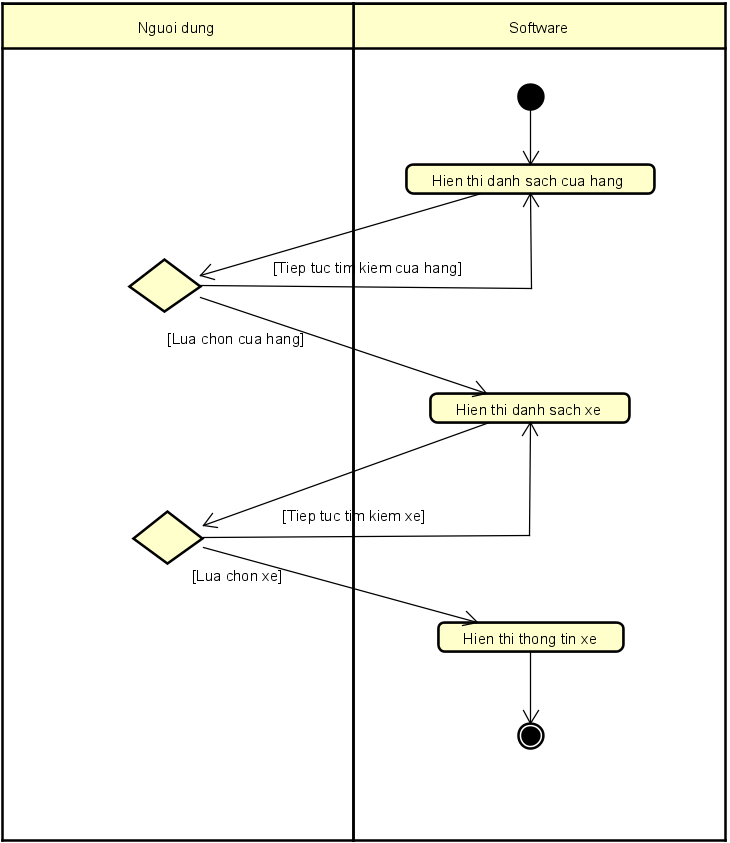 Nguoi dung
Software
Hien thi danh sach cua hang
[Tiep tuc tim kiem cua hang]
[Lua chon cua hang]
Hien thi danh sach xe
[Tiep tuc tim kiem xe]
[Lua chon xe]
Hien thi thong tin xe